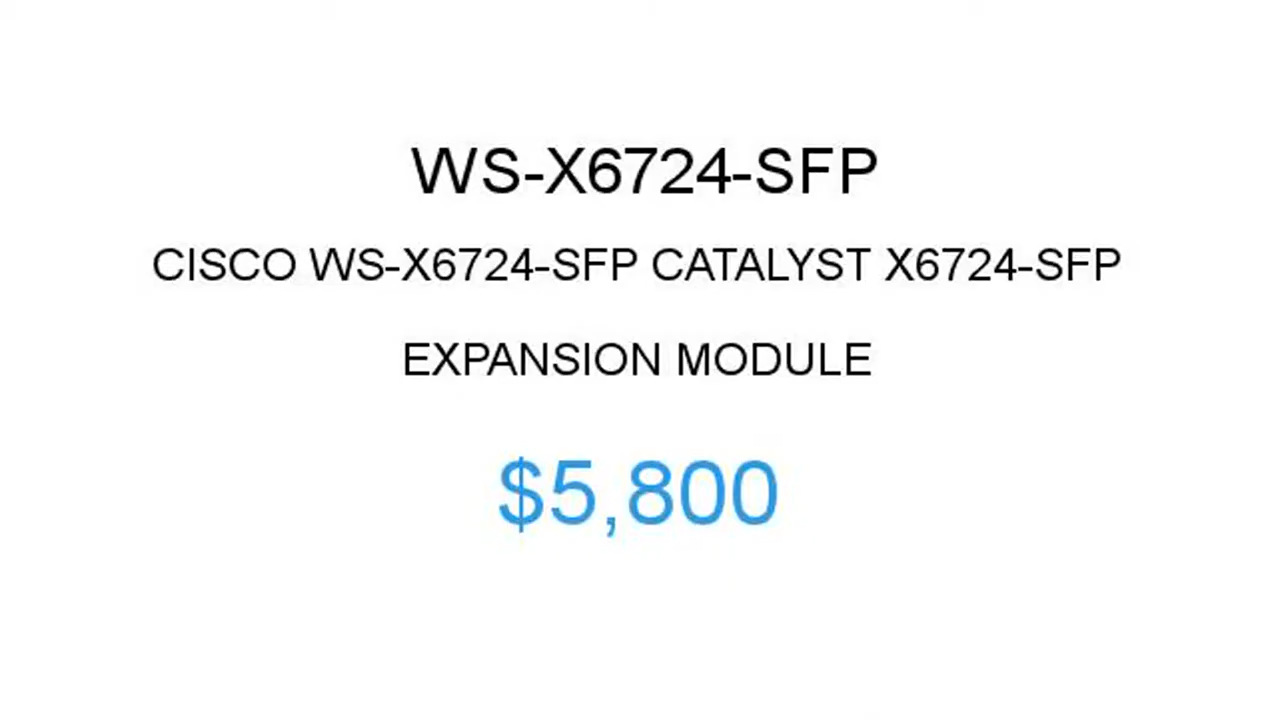 WS-X6724-SFP
CISCO WS-X6724-SFP CATALYST X6724-SFP
EXPANSION MODULE
$5,800